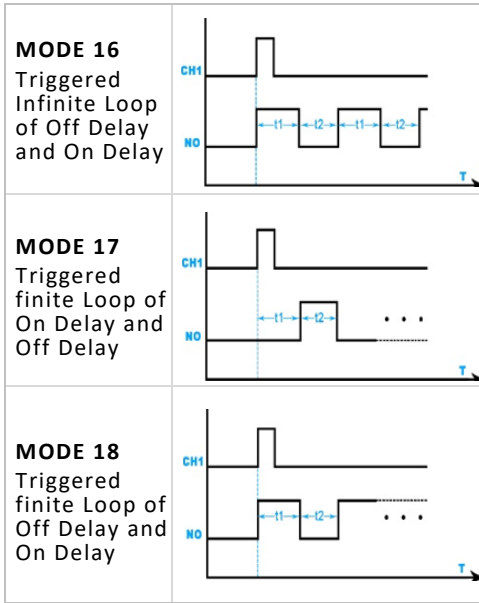 MODE 16
Triggered
Infinite Loop
of Off Delay
and On Delay
CH1
t1 t2 t1 t2
NO
T
MODE 17
Triggered
finite Loop of
On Delay and
Off Delay
CH1
t1 t2 . . .
NO
T
MODE 18
Triggered
finite Loop of
Off Delay and
On Delay
CH1
t1 t2 . . .
NO
T